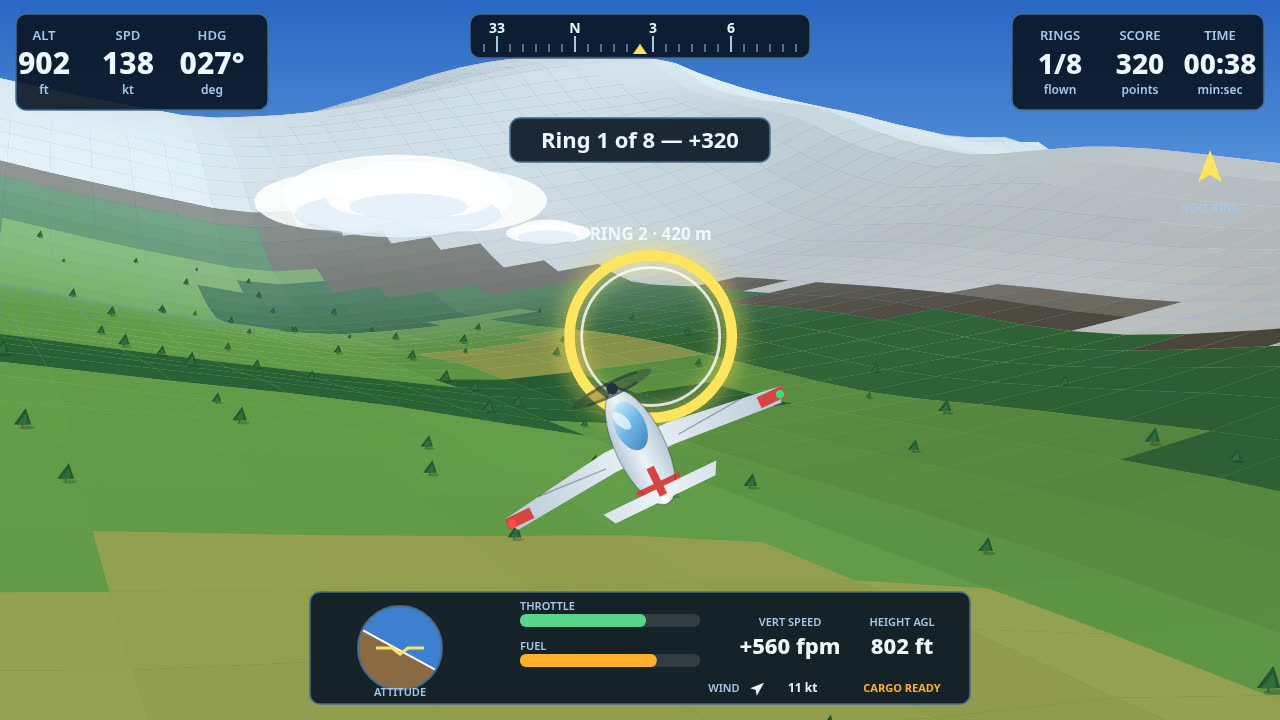 ALT SPD HDG
902 138 027°
ft kt deg
33 N 3 6
RINGS SCORE TIME
1/8 320 00:38
flown points min:sec
Ring 1 of 8 — +320
RING 2 · 420 m
THROTTLE
FUEL
ATTITUDE
VERT SPEED HEIGHT AGL
+560 fpm 802 ft
WIND 11 kt CARGO READY